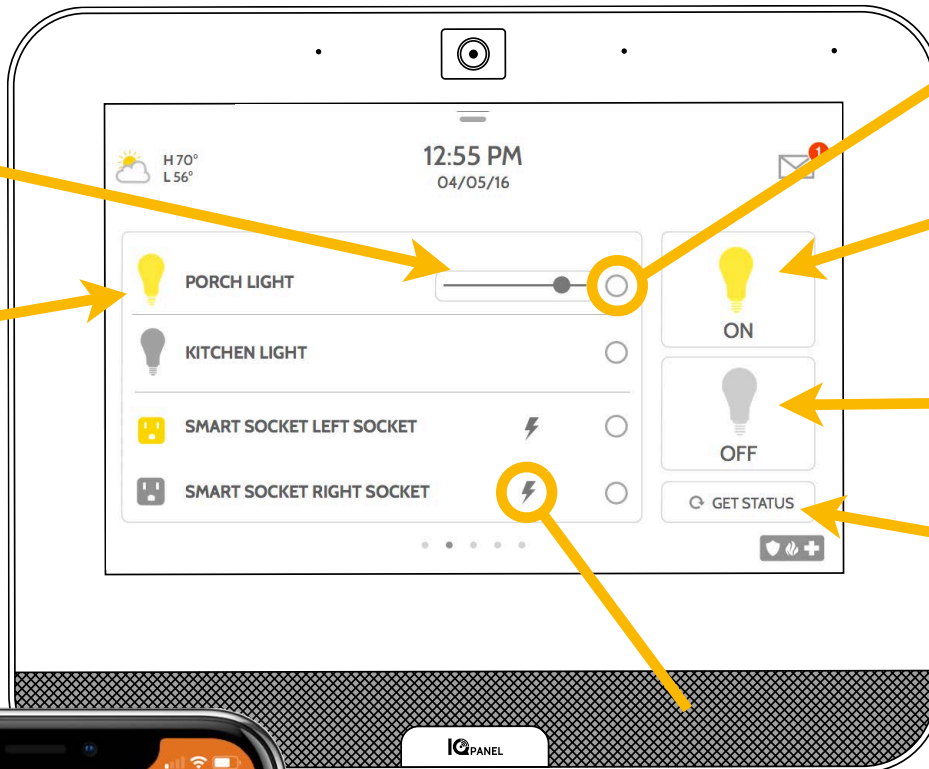 H 70°
L 56°
12:55 PM
04/05/16
1
PORCH LIGHT
KITCHEN LIGHT
SMART SOCKET LEFT SOCKET
SMART SOCKET RIGHT SOCKET
ON
OFF
GET STATUS
IQ PANEL